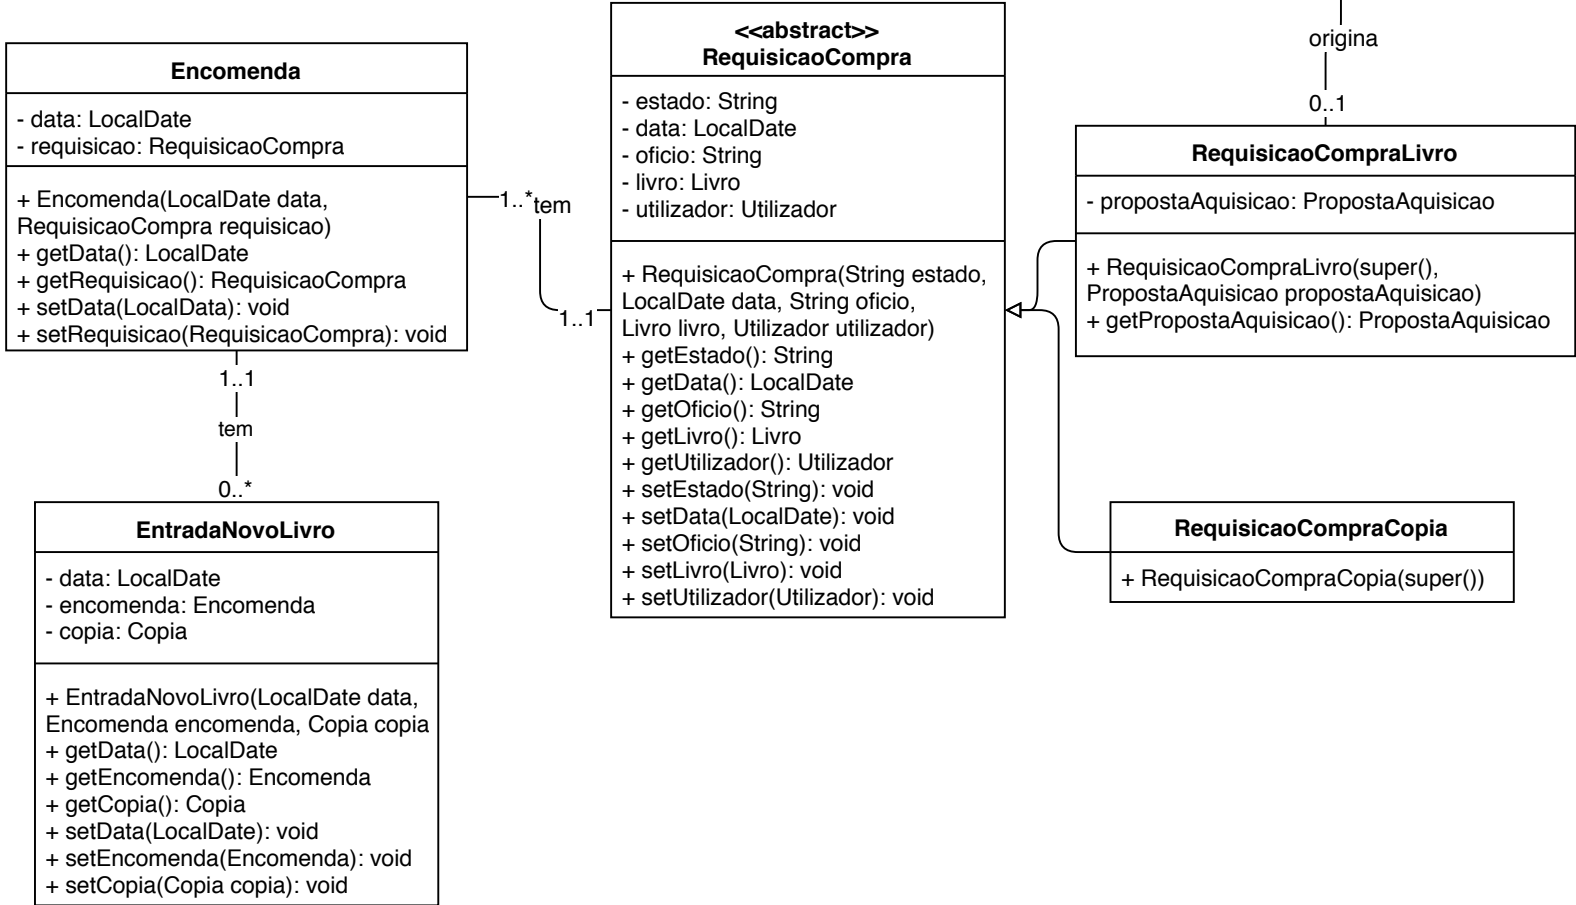 Encomenda
- data: LocalDate
- requisicao: RequisicaoCompra
+ Encomenda(LocalDate data,
RequisicaoCompra requisicao)
+ getData(): LocalDate
+ getRequisicao(): RequisicaoCompra
+ setData(LocalData): void
+ setRequisicao(RequisicaoCompra): void
1..1
tem
0..*
EntradaNovoLivro
- data: LocalDate
- encomenda: Encomenda
- copia: Copia
+ EntradaNovoLivro(LocalDate data,
Encomenda encomenda, Copia copia
+ getData(): LocalDate
+ getEncomenda(): Encomenda
+ getCopia(): Copia
+ setData(LocalDate): void
+ setEncomenda(Encomenda): void
+ setCopia(Copia copia): void
1..*
tem
1..1
<<abstract>>
RequisicaoCompra
- estado: String
- data: LocalDate
- oficio: String
- livro: Livro
- utilizador: Utilizador
+ RequisicaoCompra(String estado,
LocalDate data, String oficio,
Livro livro, Utilizador utilizador)
+ getEstado(): String
+ getData(): LocalDate
+ getOficio(): String
+ getLivro(): Livro
+ getUtilizador(): Utilizador
+ setEstado(String): void
+ setData(LocalDate): void
+ setOficio(String): void
+ setLivro(Livro): void
+ setUtilizador(Utilizador): void
origina
0..1
RequisicaoCompraLivro
- propostaAquisicao: PropostaAquisicao
+ RequisicaoCompraLivro(super(),
PropostaAquisicao propostaAquisicao)
+ getPropostaAquisicao(): PropostaAquisicao
RequisicaoCompraCopia
+ RequisicaoCompraCopia(super())